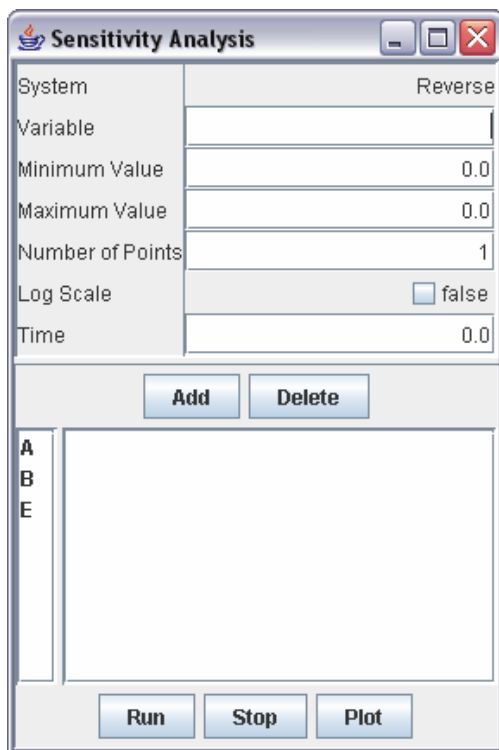 Sensitivity Analysis
System Reverse
Variable
Minimum Value 0.0
Maximum Value 0.0
Number of Points 1
Log Scale false
Time 0.0
Add Delete
A
B
E
Run Stop Plot